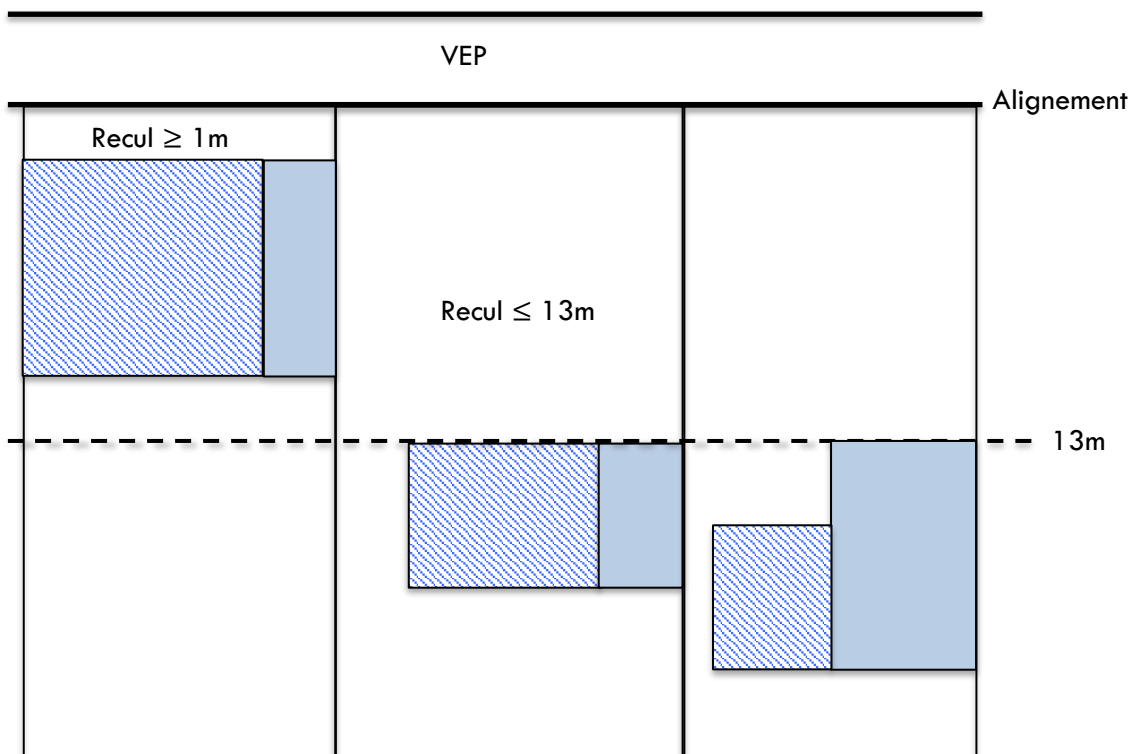 VEP
Alignement
Recul ≥ 1m
Recul ≤ 13m
13m